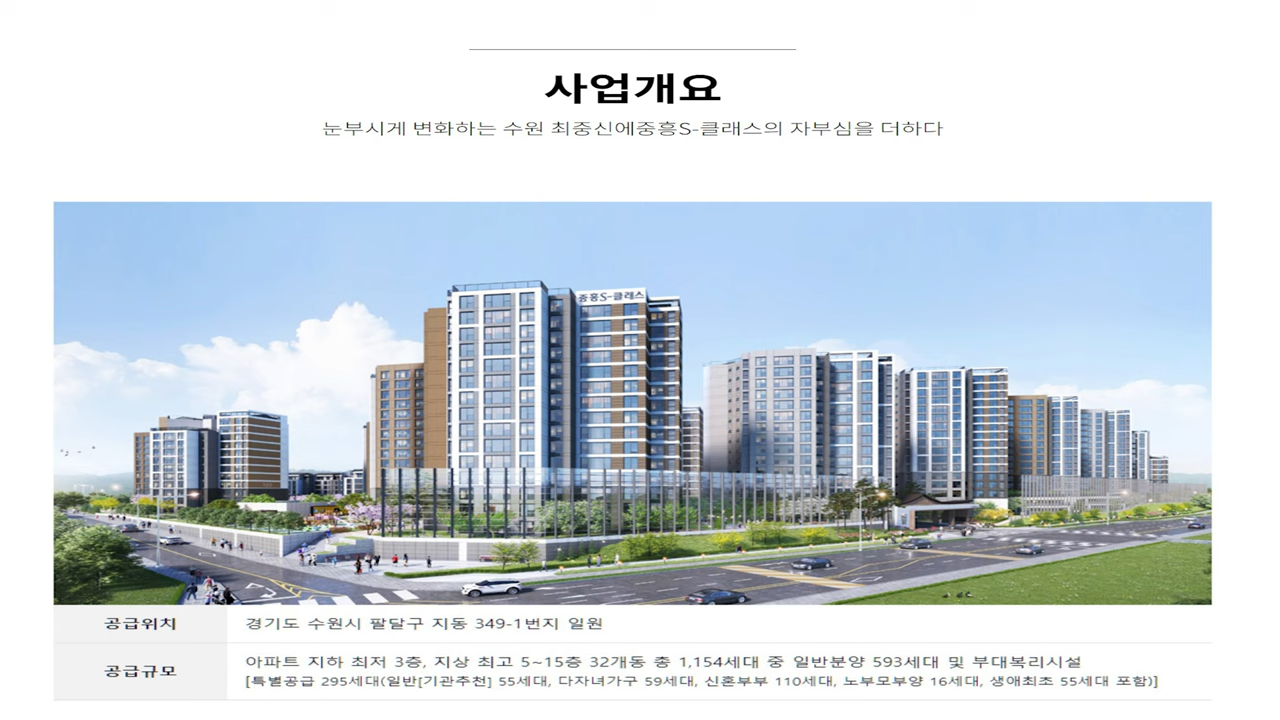 사업개요
눈부시게 변화하는 수원 최중신에중흥S-클래스의 자부심을 더하다
중흥S-클래스
공급위치 경기도 수원시 팔달구 지동 349-1번지 일원
공급규모 아파트 지하 최저 3층, 지상 최고 5~15층 32개동 총 1,154세대 중 일반분양 593세대 및 부대복리시설
[특별공급 295세대(일반[기관추천] 55세대, 다자녀가구 59세대, 신혼부부 110세대, 노부모부양 16세대, 생애최초 55세대 포함)]